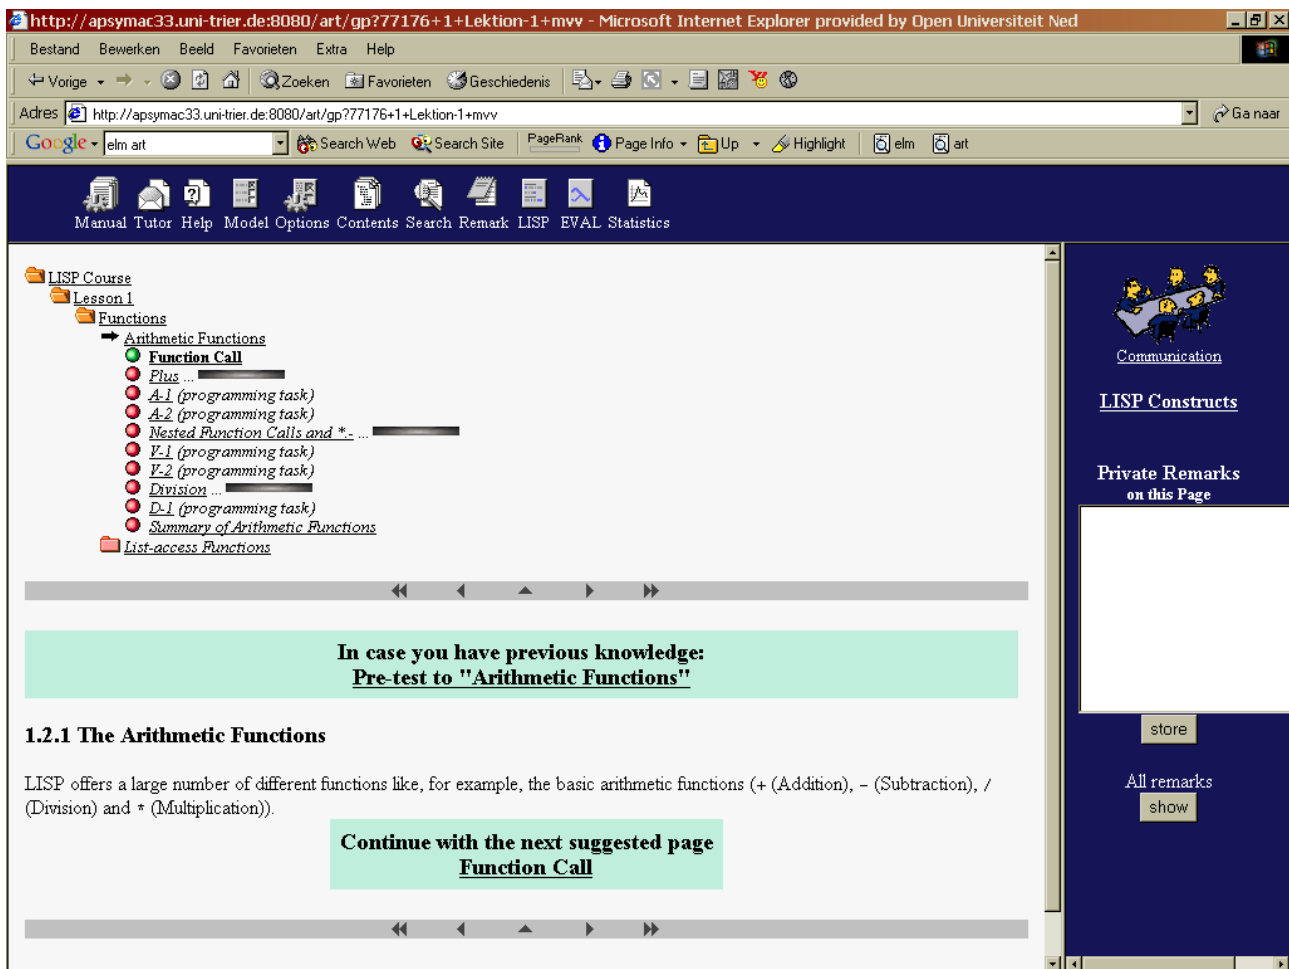 http://apsymac33.uni-trier.de:8080/art/gp?77176+1+Lektion-1+mvv - Microsoft Internet Explorer provided by Open Universiteit Ned
Bestand Bewerken Beeld Favorieten Extra Help
Vorige Zoeken Favorieten Geschiedenis
Adres http://apsymac33.uni-trier.de:8080/art/gp?77176+1+Lektion-1+mvv Ga naar
Google elm art Search Web Search Site PageRank Page Info Up Highlight elm art
Manual Tutor Help Model Options Contents Search Remark LISP EVAL Statistics
LISP Course
Lesson 1
Functions
Arithmetic Functions
Function Call
Plus ...
A-1 (programming task)
A-2 (programming task)
Nested Function Calls and *,- ...
V-1 (programming task)
V-2 (programming task)
Division ...
D-1 (programming task)
Summary of Arithmetic Functions
List-access Functions
In case you have previous knowledge:
Pre-test to "Arithmetic Functions"
1.2.1 The Arithmetic Functions
LISP offers a large number of different functions like, for example, the basic arithmetic functions (+ (Addition), – (Subtraction), /
(Division) and * (Multiplication)).
Continue with the next suggested page
Function Call
Communication
LISP Constructs
Private Remarks
on this Page
store
All remarks
show